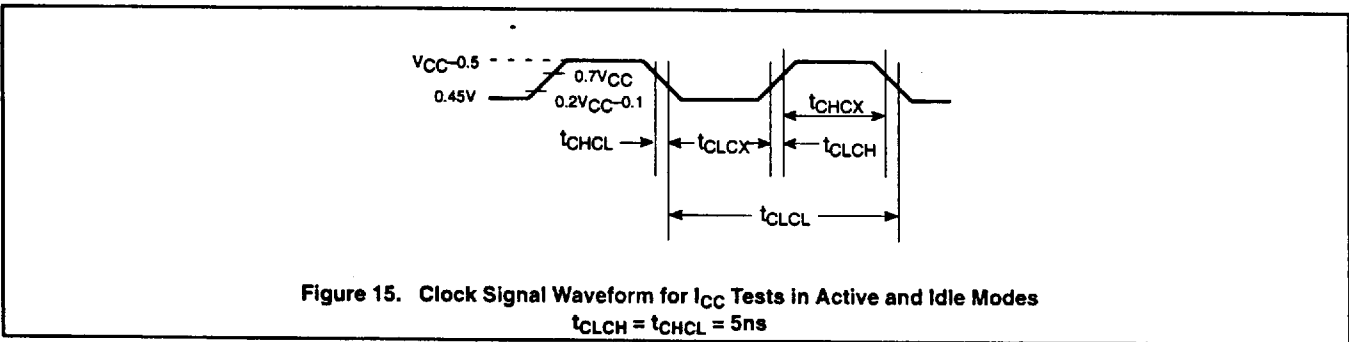 VCC–0.5
0.7VCC
0.45V
0.2VCC–0.1
tCHCX
tCHCL
tCLCX
tCLCH
tCLCL
Figure 15. Clock Signal Waveform for ICC Tests in Active and Idle Modes
tCLCH = tCHCL = 5ns